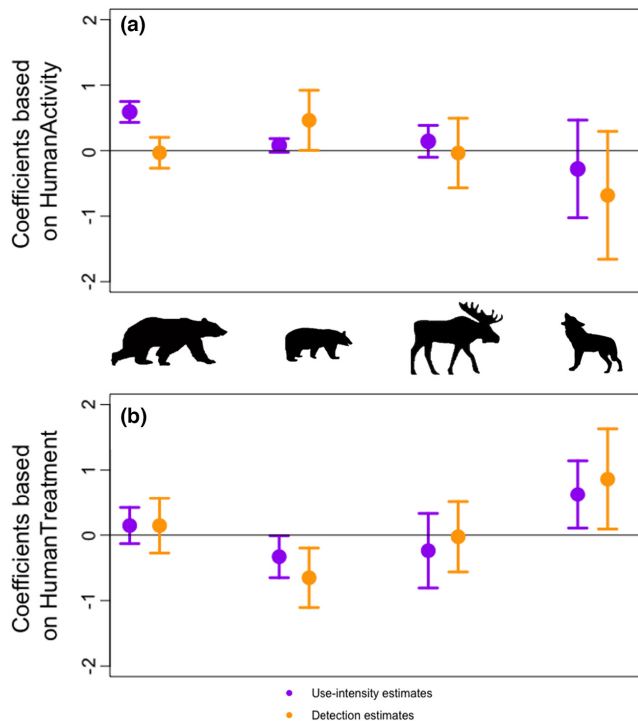 (a)
Coefficients based
on HumanActivity
2
1
0
-1
-2
(b)
Coefficients based
on HumanTreatment
2
1
0
-1
-2
Use-intensity estimates
Detection estimates